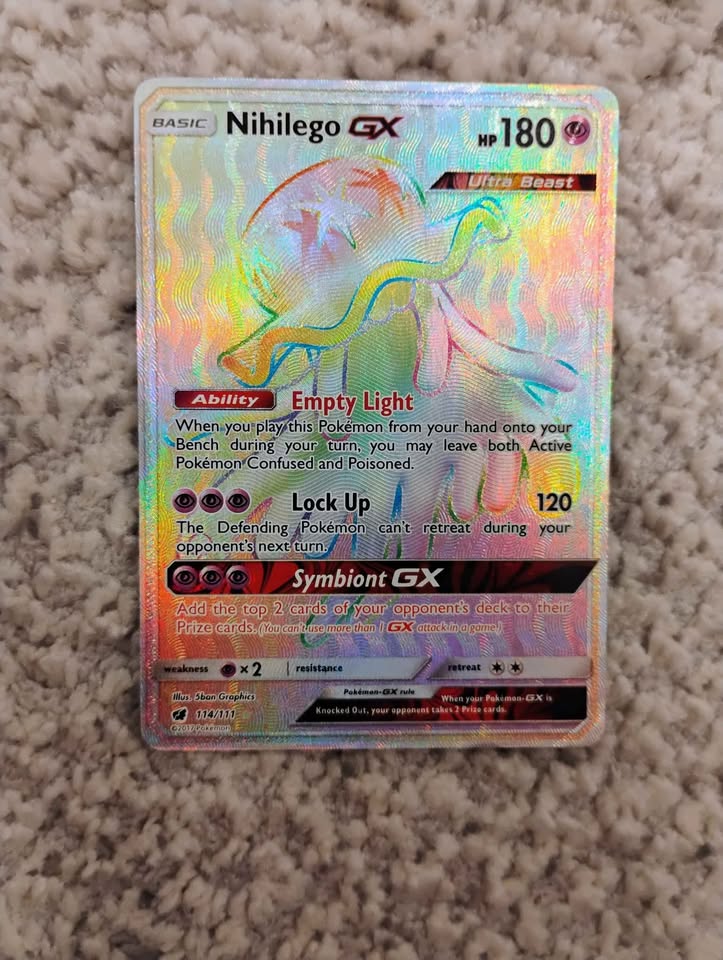 BASIC Nihilego GX HP 180
Ultra Beast
Ability Empty Light
When you play this Pokémon from your hand onto your
Bench during your turn, you may leave both Active
Pokémon Confused and Poisoned.
Lock Up 120
The Defending Pokémon can't retreat during your
opponent's next turn.
Symbiont GX
Add the top 2 cards of your opponent's deck to their
Prize cards. (You can't use more than 1 GX attack in a game.)
weakness ×2 resistance retreat
Illus. 5ban Graphics
Pokémon-GX rule When your Pokémon-GX is
Knocked Out, your opponent takes 2 Prize cards.
114/111
©2017 Pokémon